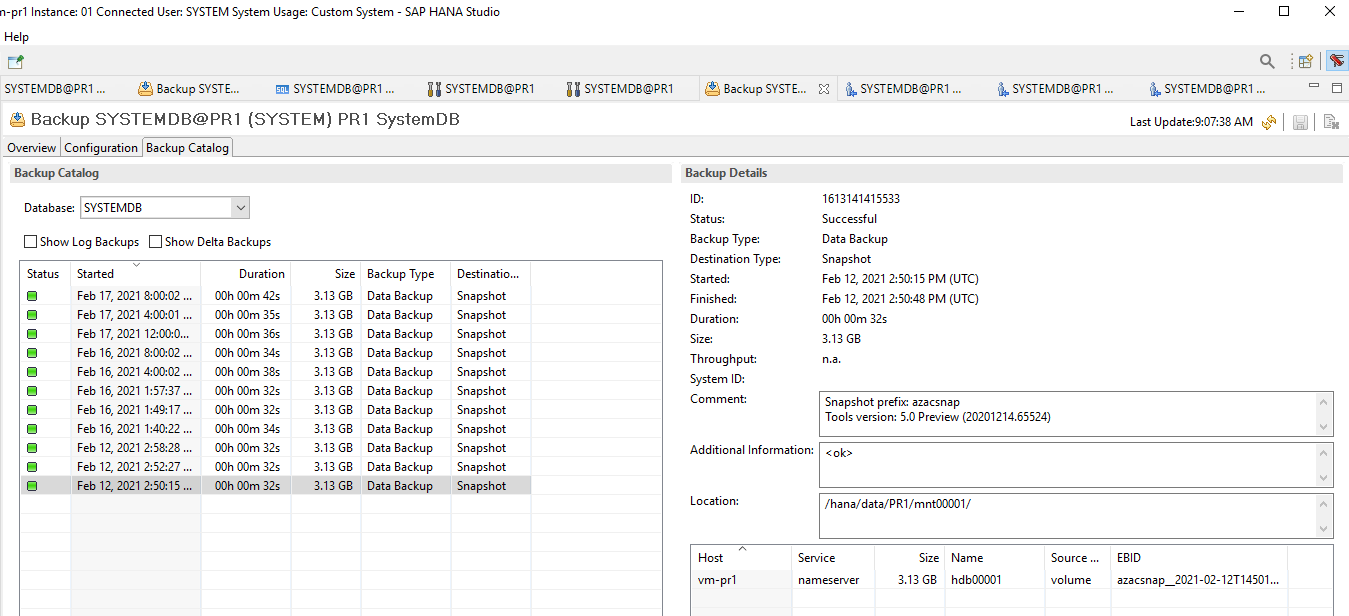 m-pr1 Instance: 01 Connected User: SYSTEM System Usage: Custom System - SAP HANA Studio
Help
SYSTEMDB@PR1 ... Backup SYSTE... SQL SYSTEMDB@PR1 ... SYSTEMDB@PR1 SYSTEMDB@PR1 Backup SYSTE... SYSTEMDB@PR1 ... SYSTEMDB@PR1 ... SYSTEMDB@PR1 ...
Backup SYSTEMDB@PR1 (SYSTEM) PR1 SystemDB
Last Update:9:07:38 AM
Overview Configuration Backup Catalog
Backup Catalog
Database: SYSTEMDB
Show Log Backups Show Delta Backups
Status Started Duration Size Backup Type Destinatio...
Feb 17, 2021 8:00:02 ... 00h 00m 42s 3.13 GB Data Backup Snapshot
Feb 17, 2021 4:00:01 ... 00h 00m 35s 3.13 GB Data Backup Snapshot
Feb 17, 2021 12:00:0... 00h 00m 36s 3.13 GB Data Backup Snapshot
Feb 16, 2021 8:00:02 ... 00h 00m 34s 3.13 GB Data Backup Snapshot
Feb 16, 2021 4:00:02 ... 00h 00m 38s 3.13 GB Data Backup Snapshot
Feb 16, 2021 1:57:37 ... 00h 00m 32s 3.13 GB Data Backup Snapshot
Feb 16, 2021 1:49:17 ... 00h 00m 32s 3.13 GB Data Backup Snapshot
Feb 16, 2021 1:40:22 ... 00h 00m 34s 3.13 GB Data Backup Snapshot
Feb 12, 2021 2:58:28 ... 00h 00m 32s 3.13 GB Data Backup Snapshot
Feb 12, 2021 2:52:27 ... 00h 00m 32s 3.13 GB Data Backup Snapshot
Feb 12, 2021 2:50:15 ... 00h 00m 32s 3.13 GB Data Backup Snapshot
Backup Details
ID: 1613141415533
Status: Successful
Backup Type: Data Backup
Destination Type: Snapshot
Started: Feb 12, 2021 2:50:15 PM (UTC)
Finished: Feb 12, 2021 2:50:48 PM (UTC)
Duration: 00h 00m 32s
Size: 3.13 GB
Throughput: n.a.
System ID:
Comment: Snapshot prefix: azacsnap
Tools version: 5.0 Preview (20201214.65524)
Additional Information: <ok>
Location: /hana/data/PR1/mnt00001/
Host Service Size Name Source ... EBID
vm-pr1 nameserver 3.13 GB hdb00001 volume azacsnap__2021-02-12T14501...